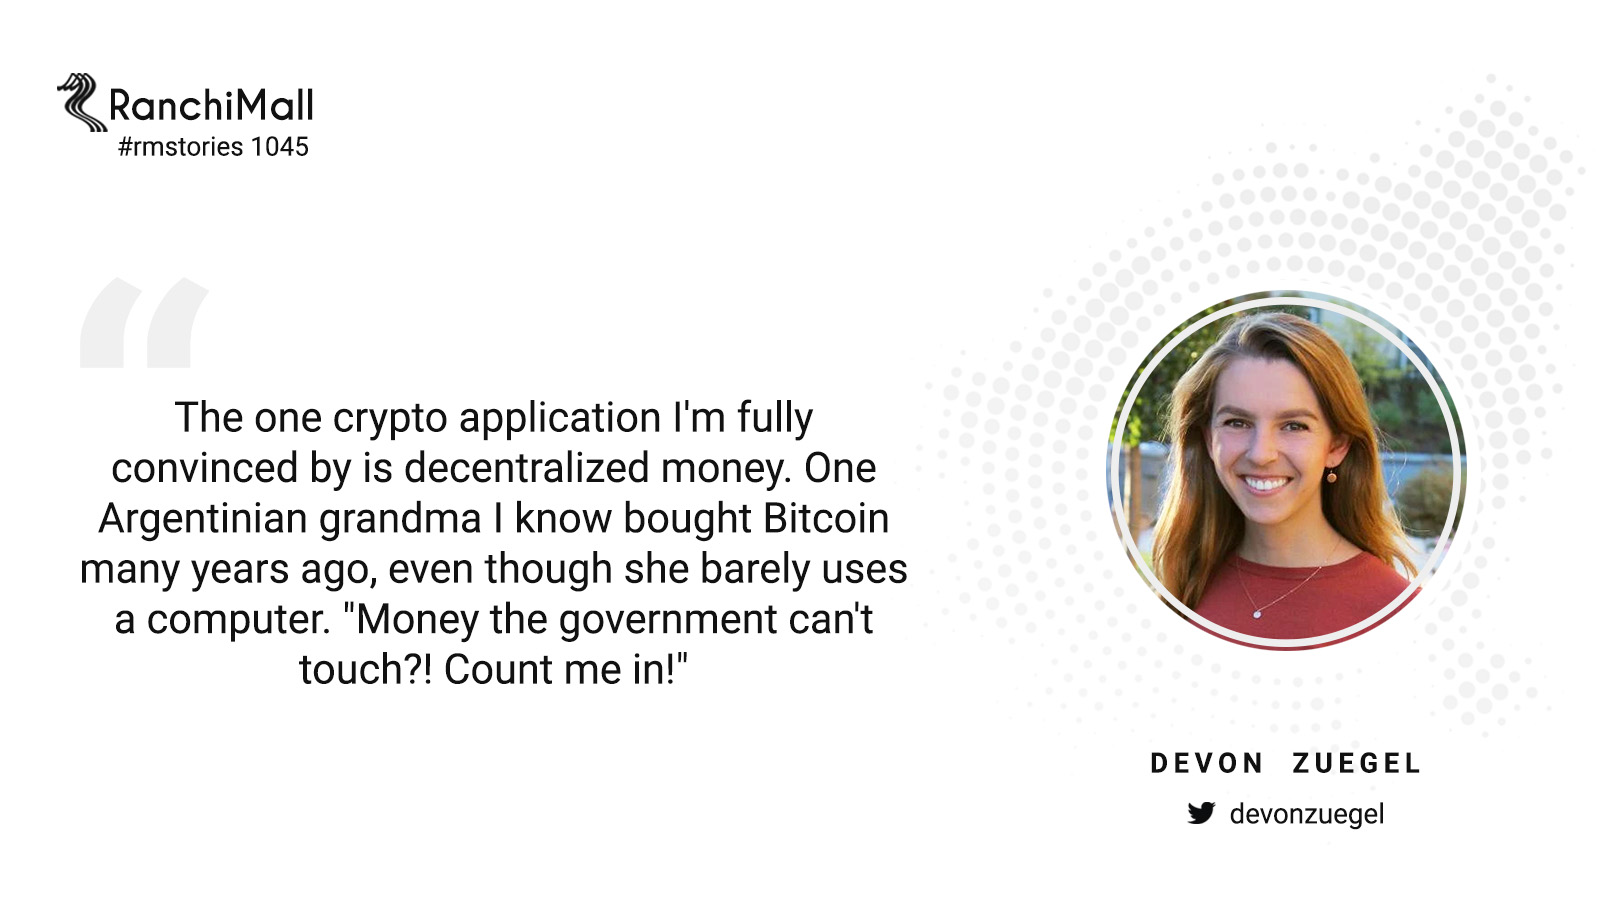 RanchiMall
#rmstories 1045
“
The one crypto application I'm fully
convinced by is decentralized money. One
Argentinian grandma I know bought Bitcoin
many years ago, even though she barely uses
a computer. "Money the government can't
touch?! Count me in!"
DEVON ZUEGEL
devonzuegel